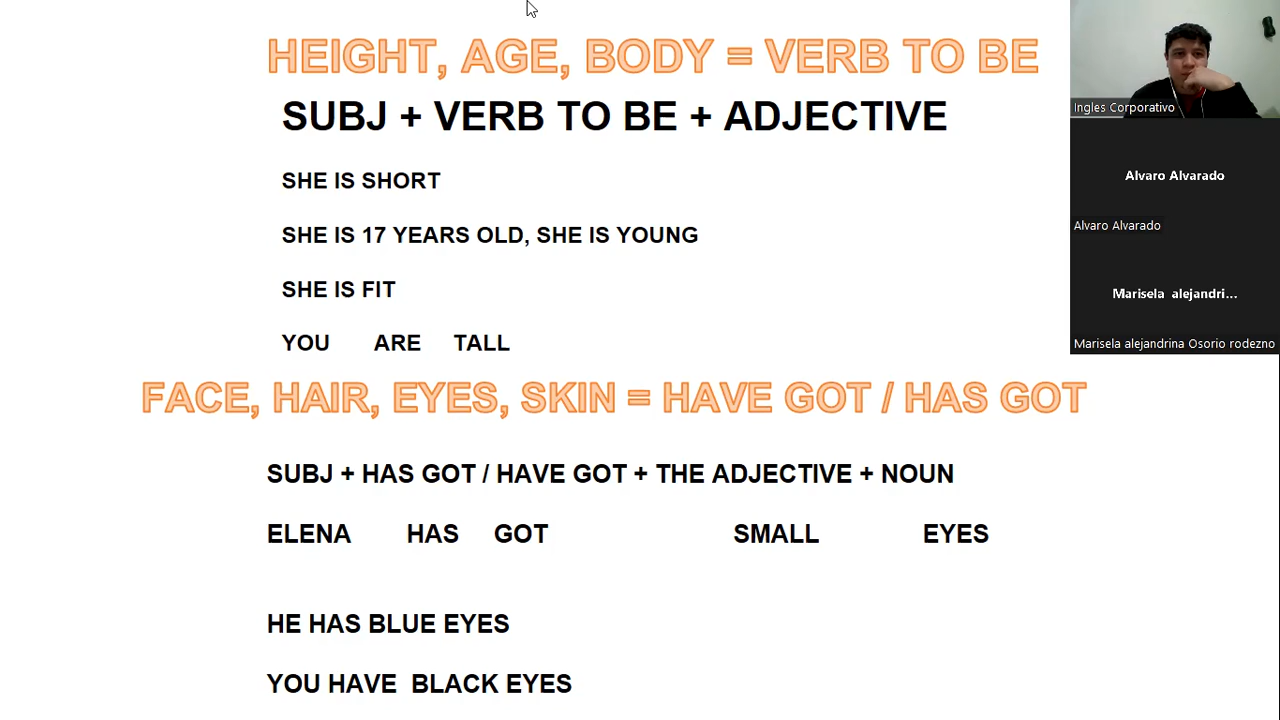 HEIGHT, AGE, BODY = VERB TO BE
SUBJ + VERB TO BE + ADJECTIVE
SHE IS SHORT
SHE IS 17 YEARS OLD, SHE IS YOUNG
SHE IS FIT
YOU ARE TALL
FACE, HAIR, EYES, SKIN = HAVE GOT / HAS GOT
SUBJ + HAS GOT / HAVE GOT + THE ADJECTIVE + NOUN
ELENA HAS GOT SMALL EYES
HE HAS BLUE EYES
YOU HAVE BLACK EYES
Ingles Corporativo
Alvaro Alvarado
Alvaro Alvarado
Marisela alejandri...
Marisela alejandrina Osorio rodezno